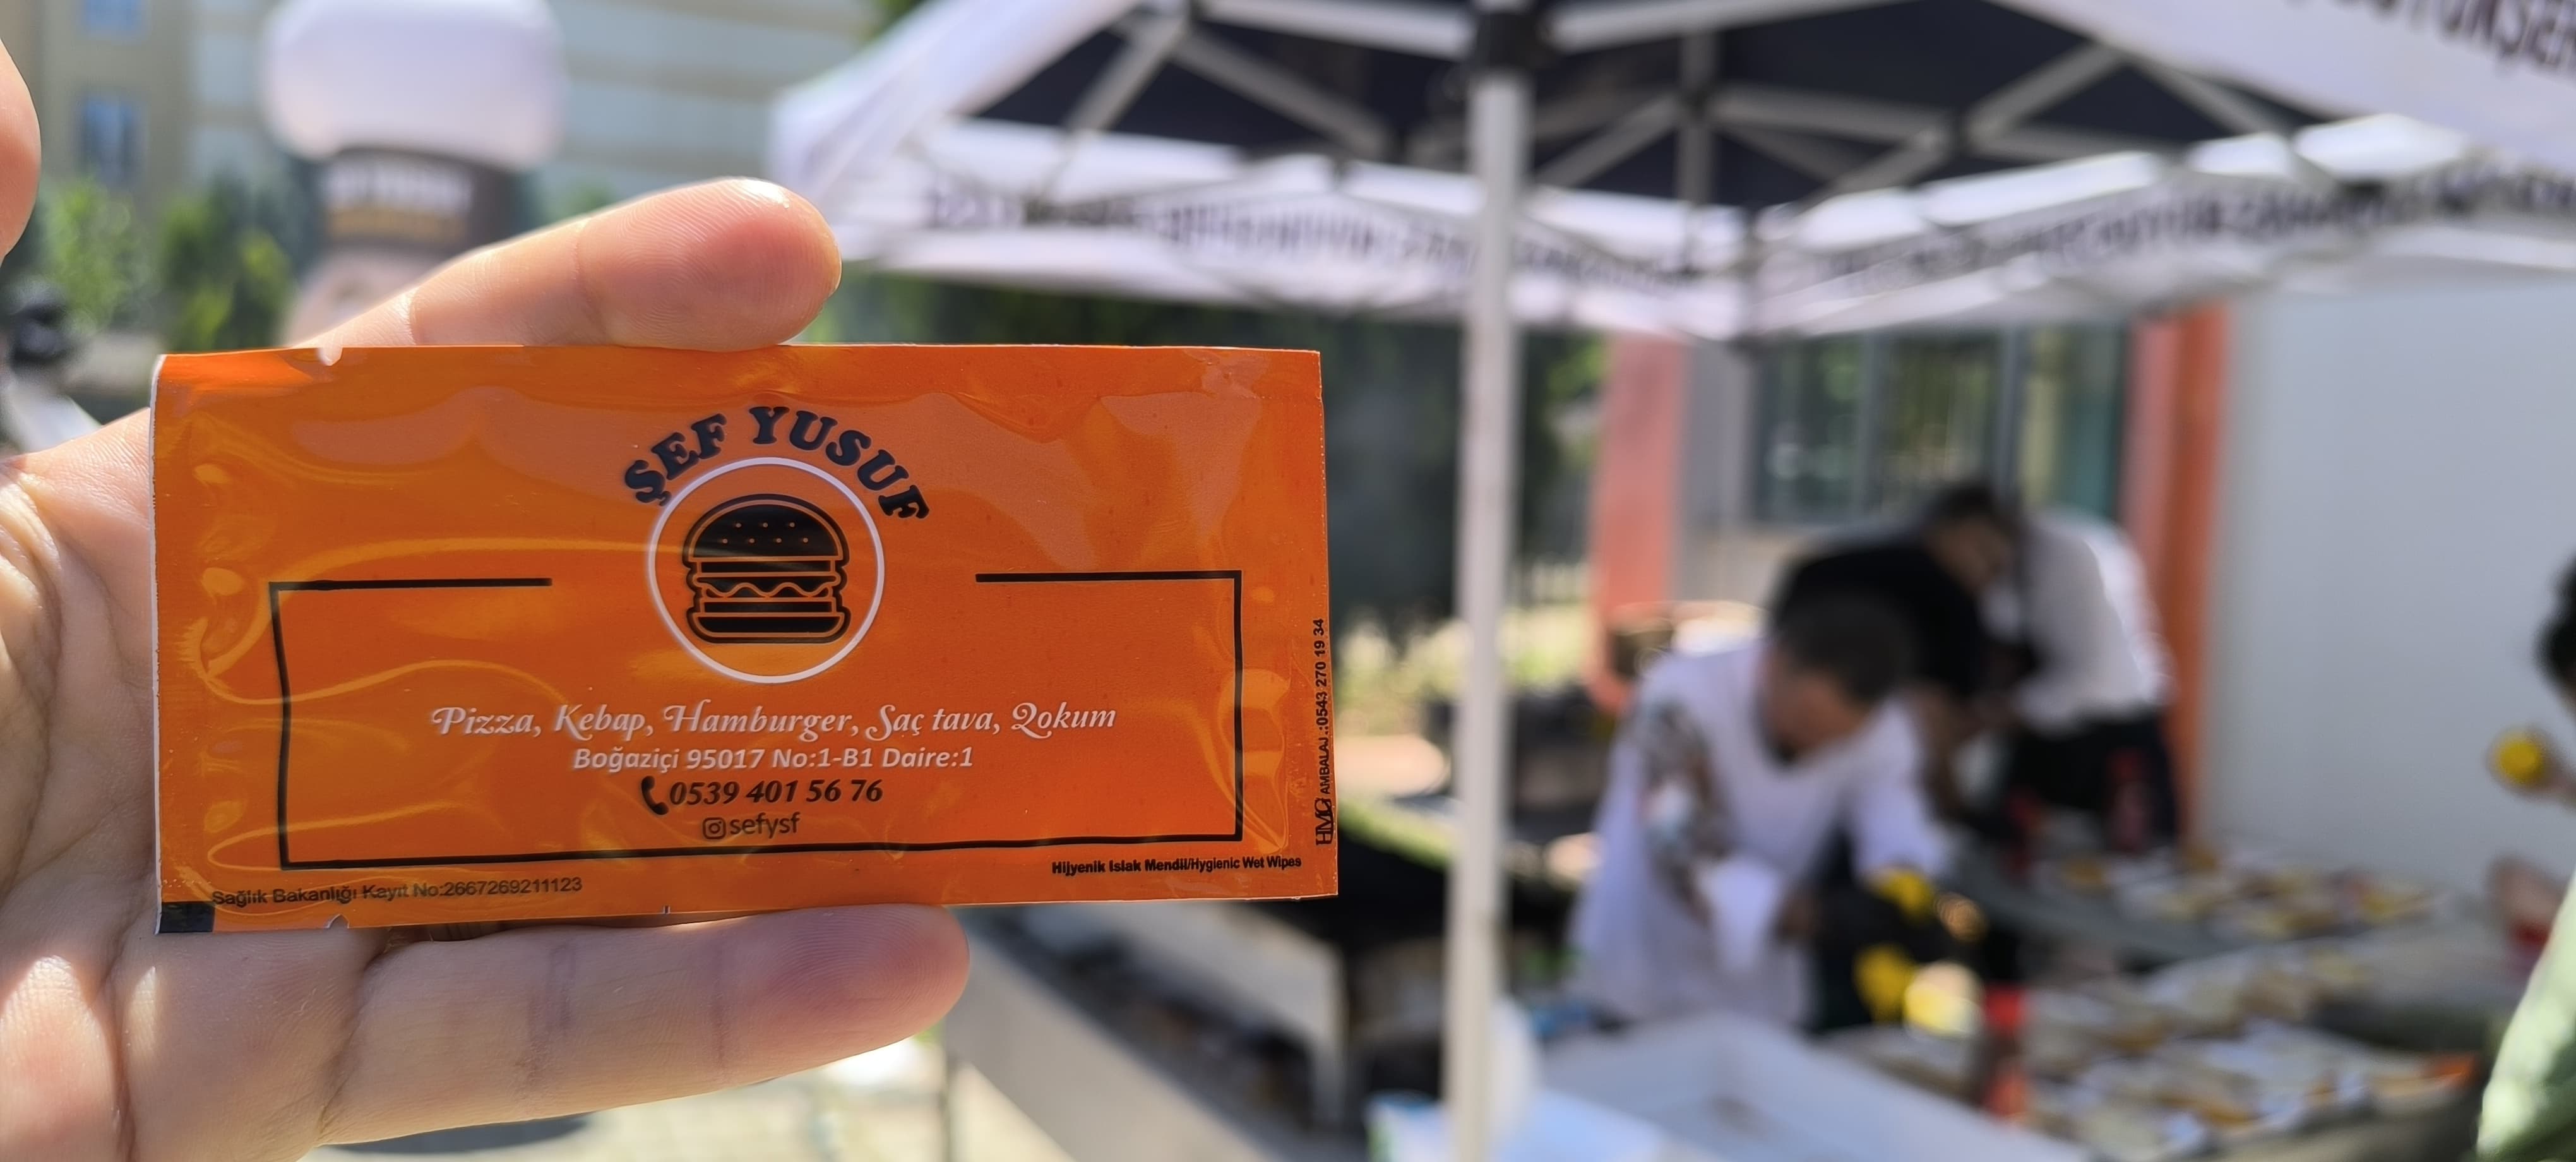 ŞEF YUSUF
Pizza, Kebap, Hamburger, Saç tava, Lokum
Boğaziçi 95017 No:1-B1 Daire:1
0539 401 56 76
sefysf
Hijyenik Islak Mendil/Hygienic Wet Wipes
Sağlık Bakanlığı Kayıt No:2667269211123
HMG AMBALAJ.:0543 270 19 34